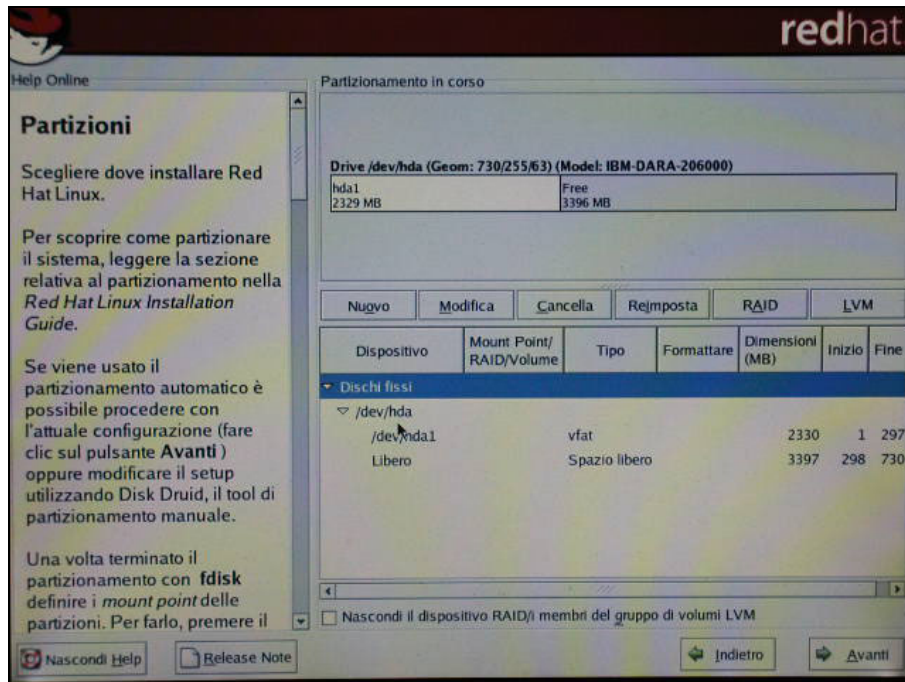 redhat
Help Online
Partizioni
Scegliere dove installare Red
Hat Linux.
Per scoprire come partizionare
il sistema, leggere la sezione
relativa al partizionamento nella
Red Hat Linux Installation
Guide.
Se viene usato il
partizionamento automatico è
possibile procedere con
l'attuale configurazione (fare
clic sul pulsante Avanti )
oppure modificare il setup
utilizzando Disk Druid, il tool di
partizionamento manuale.
Una volta terminato il
partizionamento con fdisk
definire i mount point delle
partizioni. Per farlo, premere il
Partizionamento in corso
Drive /dev/hda (Geom: 730/255/63) (Model: IBM-DARA-206000)
hda1 Free
2329 MB 3396 MB
Nuovo Modifica Cancella Reimposta RAID LVM
Dispositivo Mount Point/ RAID/Volume Tipo Formattare Dimensioni (MB) Inizio Fine
Dischi fissi
/dev/hda
/dev/hda1 vfat 2330 1 297
Libero Spazio libero 3397 298 730
Nascondi il dispositivo RAID/i membri del gruppo di volumi LVM
Nascondi Help Release Note Indietro Avanti